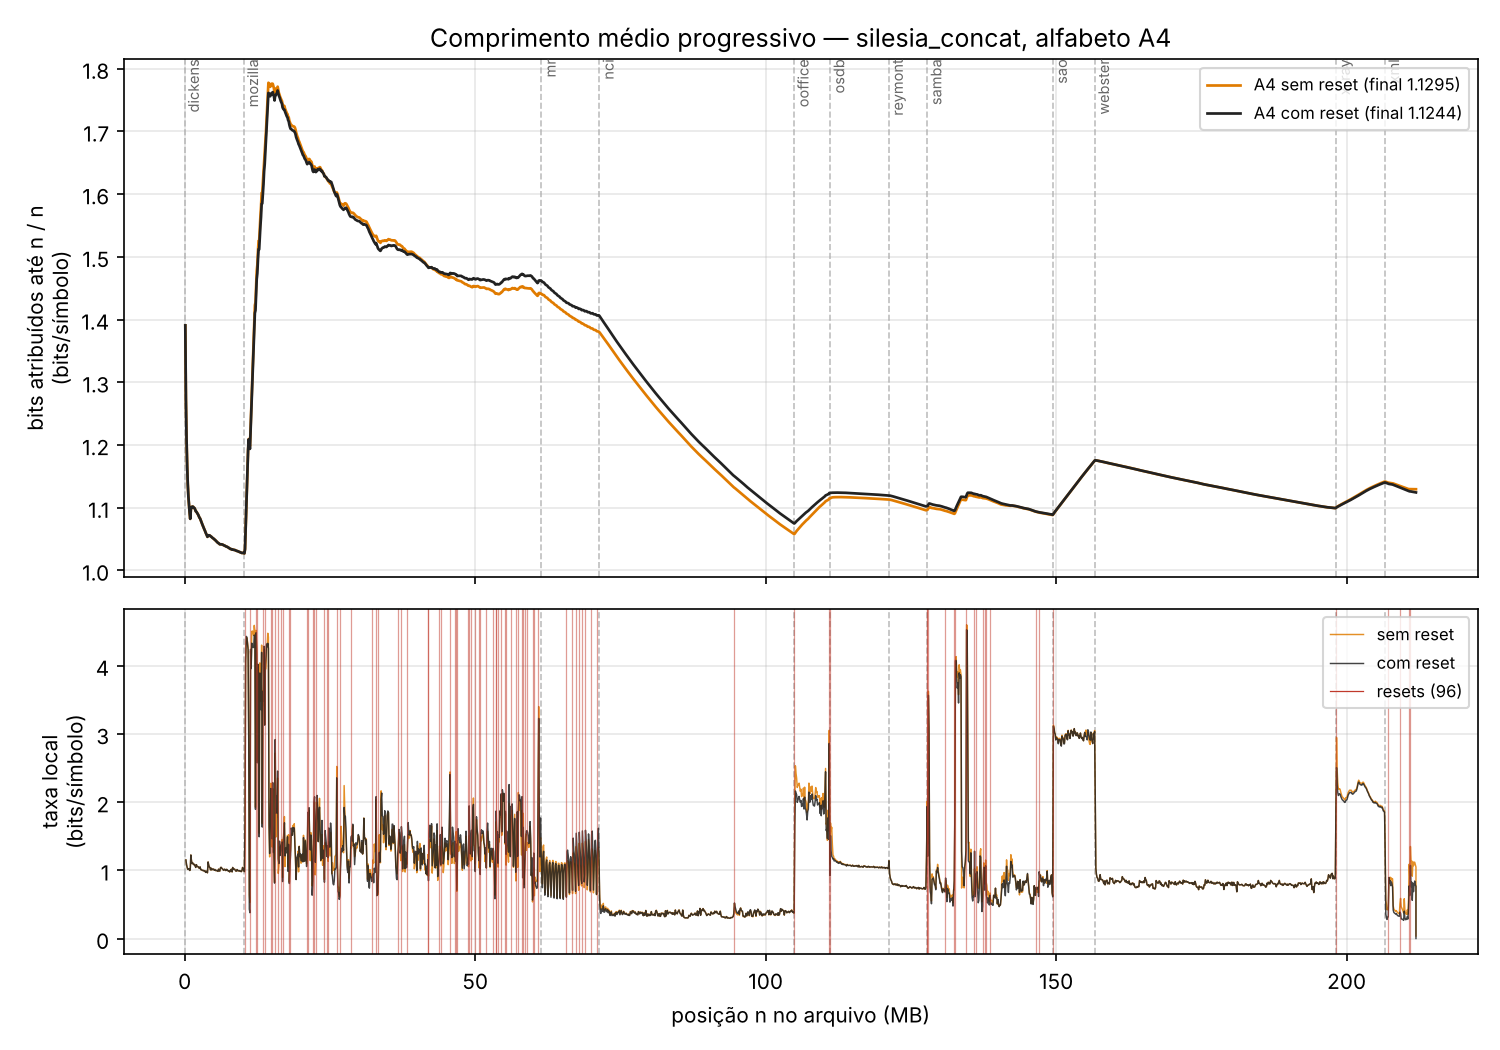 Comprimento médio progressivo — silesia_concat, alfabeto A4
bits atribuídos até n / n
(bits/símbolo)
1.8
1.7
1.6
1.5
1.4
1.3
1.2
1.1
1.0
dickens
mozilla
mr
nci
ooffice
osdb
reymont
samba
sao
webster
A4 sem reset (final 1.1295)
A4 com reset (final 1.1244)
taxa local
(bits/símbolo)
4
3
2
1
0
sem reset
com reset
resets (96)
0
50
100
150
200
posição n no arquivo (MB)